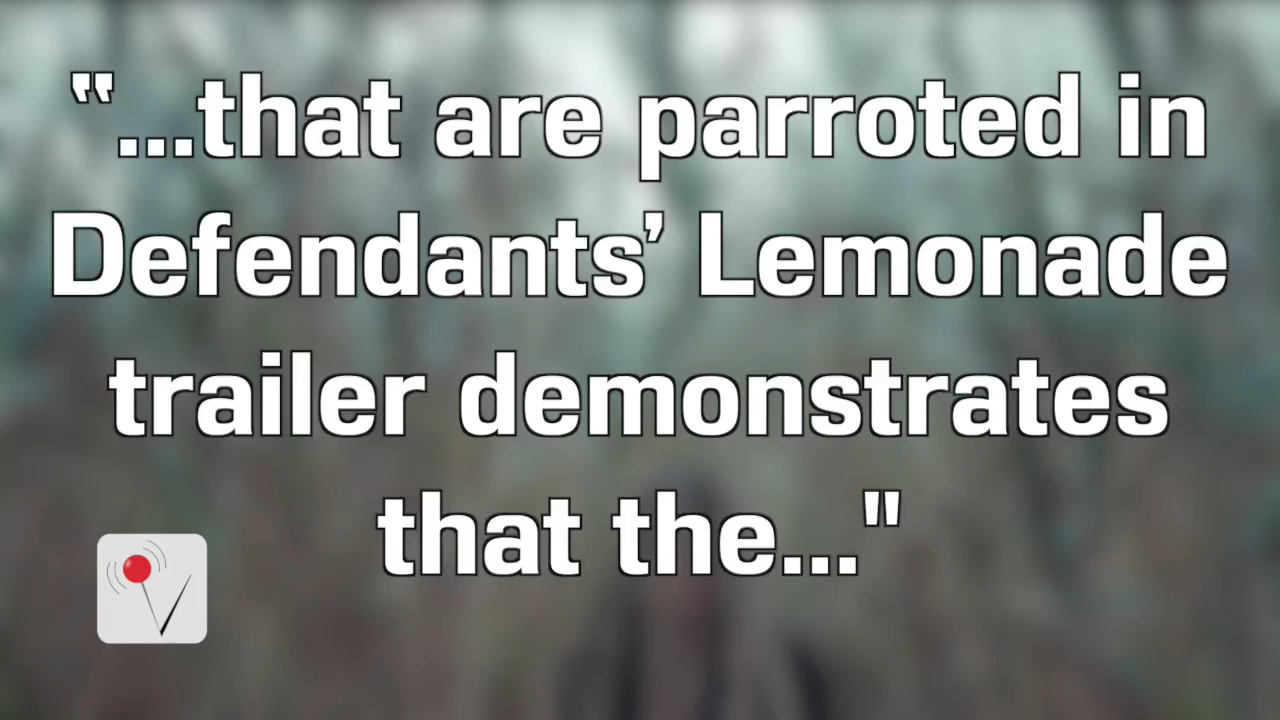 “...that are parroted in
Defendants’ Lemonade
trailer demonstrates
that the..."